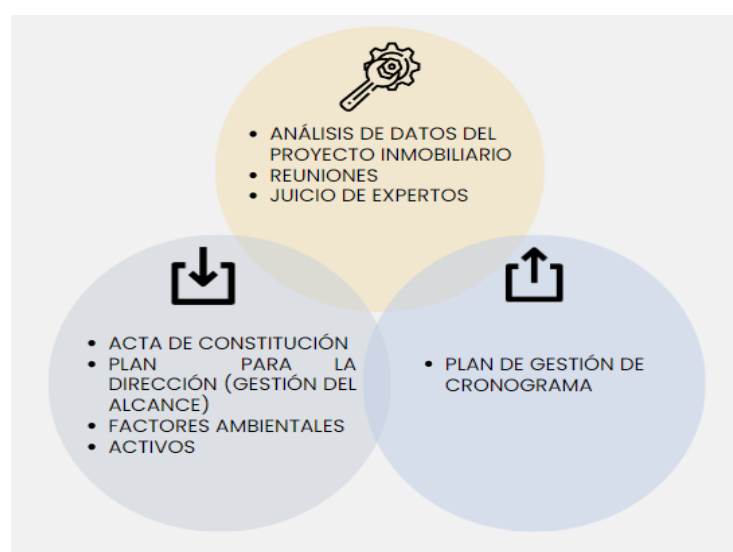 • ANÁLISIS DE DATOS DEL
PROYECTO INMOBILIARIO
• REUNIONES
• JUICIO DE EXPERTOS
• ACTA DE CONSTITUCIÓN
• PLAN PARA LA
DIRECCIÓN (GESTIÓN DEL
ALCANCE)
• FACTORES AMBIENTALES
• ACTIVOS
• PLAN DE GESTIÓN DE
CRONOGRAMA